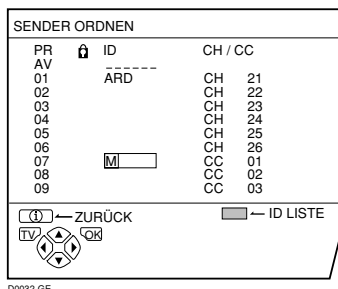 SENDER ORDNEN
PR ID CH / CC
AV _ _ _ _ _ _
01 ARD CH 21
02 CH 22
03 CH 23
04 CH 24
05 CH 25
06 CH 26
07 M CC 01
08 CC 02
09 CC 03
ZURÜCK ID LISTE
TV OK
D0032 GE